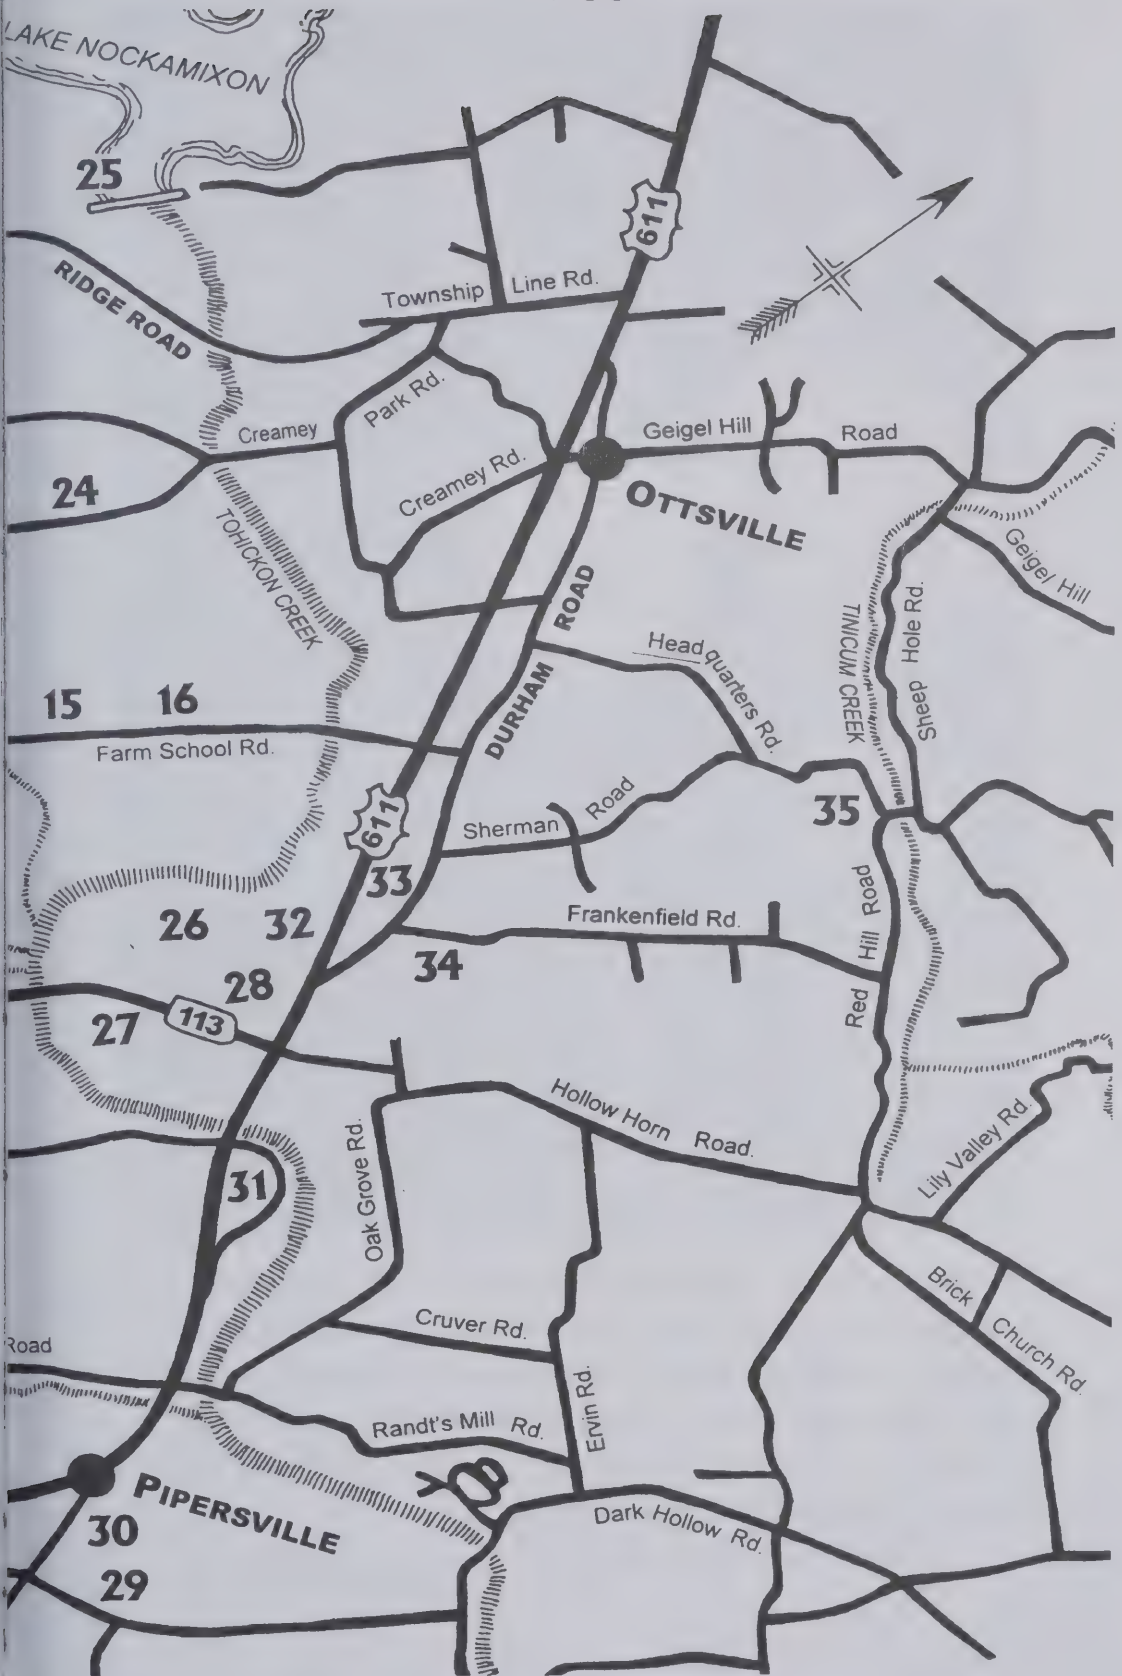 LAKE NOCKAMIXON
25
611
RIDGE ROAD
Township Line Rd.
Park Rd.
Creamey
Creamey Rd.
Geigel Hill Road
24
OTTSVILLE
TOHICKON CREEK
Geigel Hill
DURHAM ROAD
TINICUM CREEK
Sheep Hole Rd.
Headquarters Rd.
15
16
Farm School Rd.
611
35
Sherman Road
33
Red Hill Road
26
32
Frankenfield Rd.
34
28
27
113
Hollow Horn Road.
Oak Grove Rd.
Lily Valley Rd.
31
Brick Church Rd.
Cruver Rd.
Road
Ervin Rd.
Randt's Mill Rd.
PIPERSVILLE
Dark Hollow Rd.
30
29